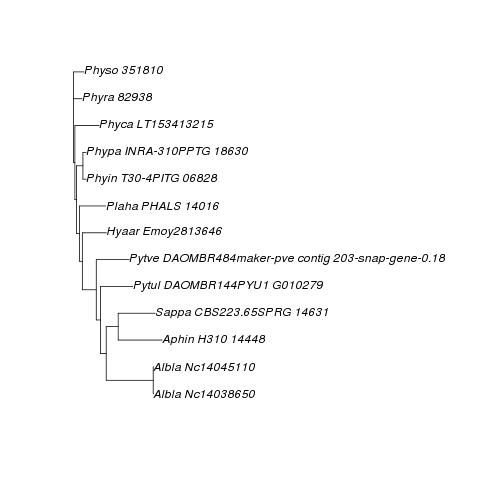 Physo 351810
Phyra 82938
Phyca LT153413215
Phypa INRA-310PPTG 18630
Phyin T30-4PITG 06828
Plaha PHALS 14016
Hyaar Emoy2813646
Pytve DAOMBR484maker-pve contig 203-snap-gene-0.18
Pytul DAOMBR144PYU1 G010279
Sappa CBS223.65SPRG 14631
Aphin H310 14448
Albla Nc14045110
Albla Nc14038650